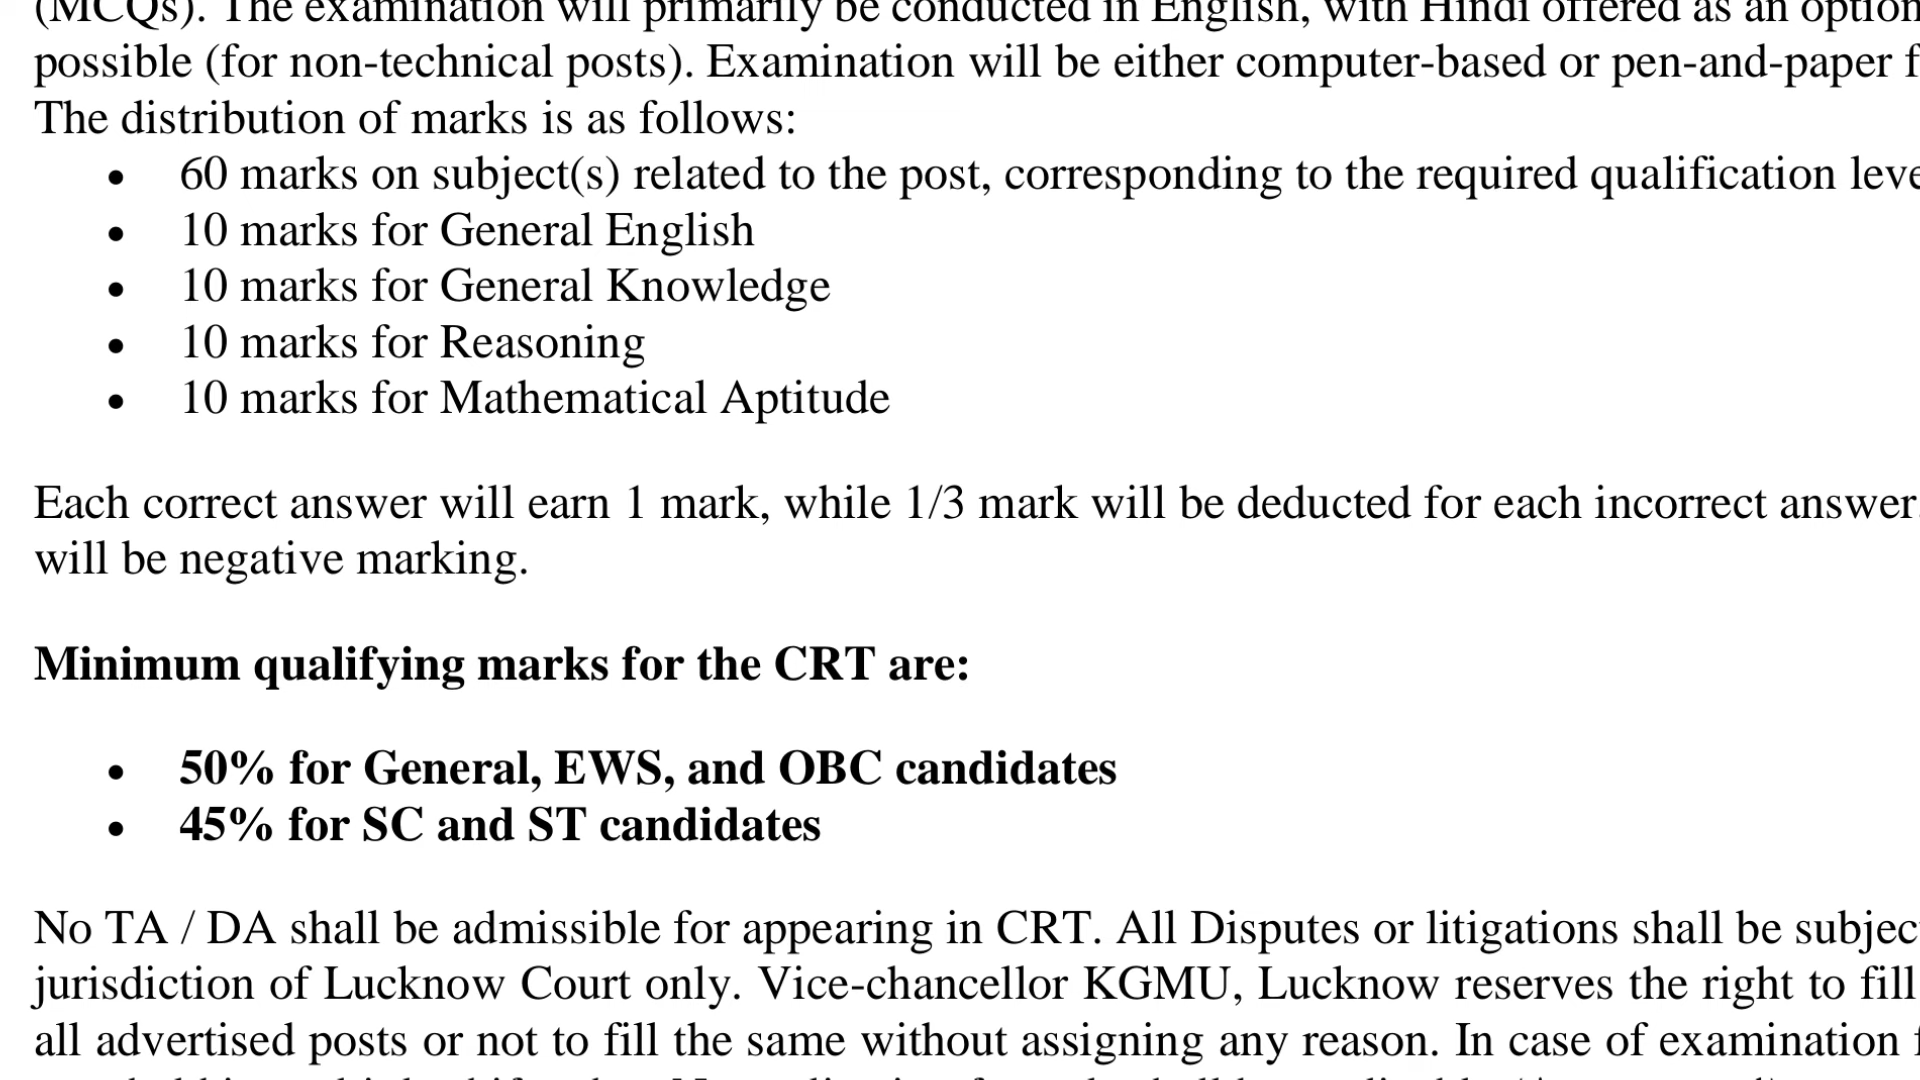 (MCQs). The examination will primarily be conducted in English, with Hindi offered as an option
possible (for non-technical posts). Examination will be either computer-based or pen-and-paper f
The distribution of marks is as follows:
• 60 marks on subject(s) related to the post, corresponding to the required qualification leve
• 10 marks for General English
• 10 marks for General Knowledge
• 10 marks for Reasoning
• 10 marks for Mathematical Aptitude
Each correct answer will earn 1 mark, while 1/3 mark will be deducted for each incorrect answer.
will be negative marking.
Minimum qualifying marks for the CRT are:
• 50% for General, EWS, and OBC candidates
• 45% for SC and ST candidates
No TA / DA shall be admissible for appearing in CRT. All Disputes or litigations shall be subjec
jurisdiction of Lucknow Court only. Vice-chancellor KGMU, Lucknow reserves the right to fill
all advertised posts or not to fill the same without assigning any reason. In case of examination